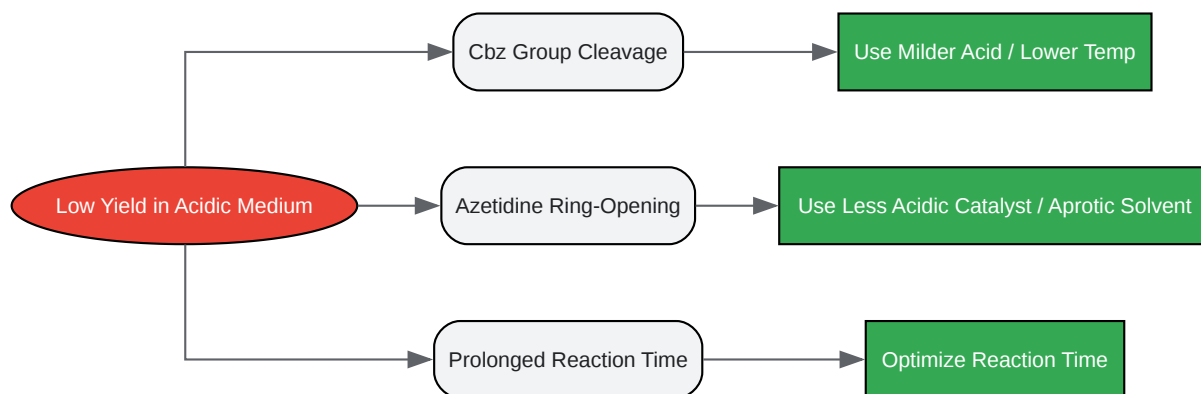 Cbz Group Cleavage
Use Milder Acid / Lower Temp
Low Yield in Acidic Medium
Azetidine Ring-Opening
Use Less Acidic Catalyst / Aprotic Solvent
Prolonged Reaction Time
Optimize Reaction Time